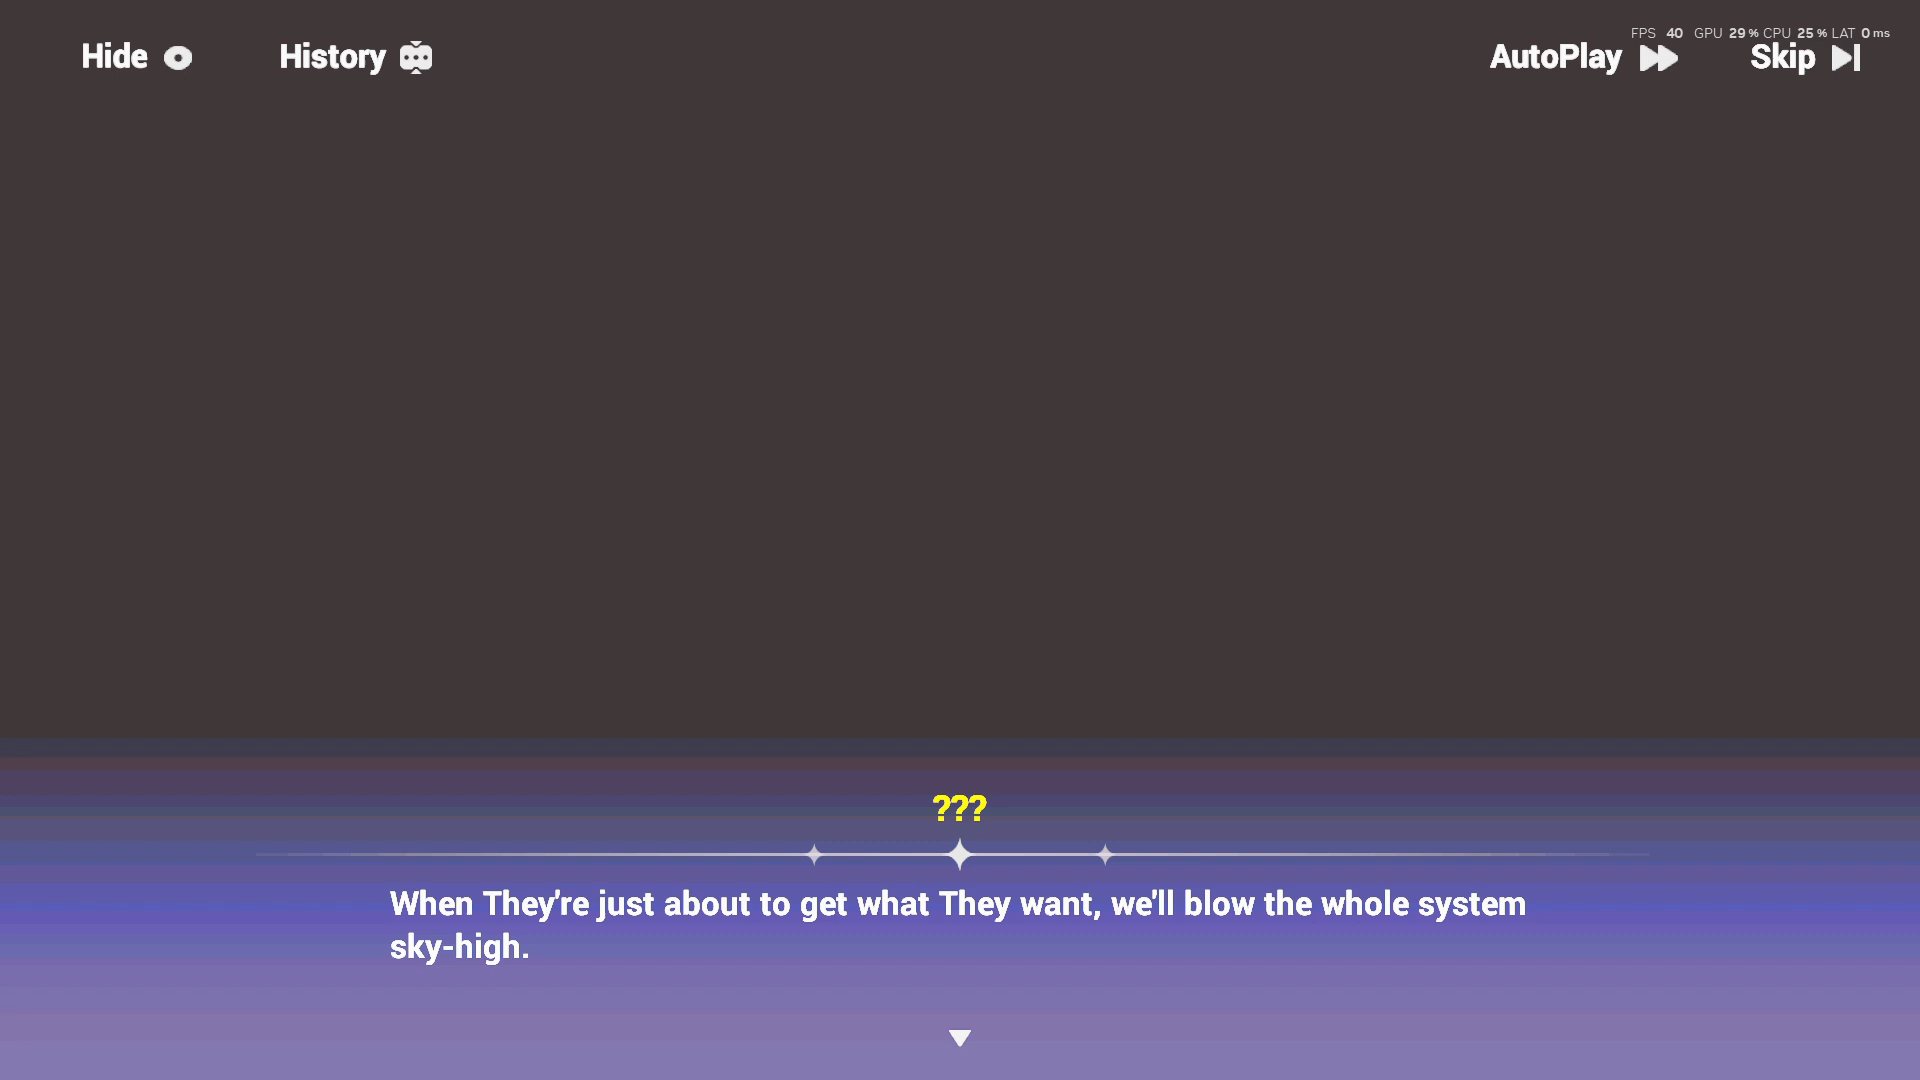 Hide
History
FPS 40 GPU 29 % CPU 25 % LAT 0 ms
AutoPlay
Skip
???
When They're just about to get what They want, we'll blow the whole system
sky-high.